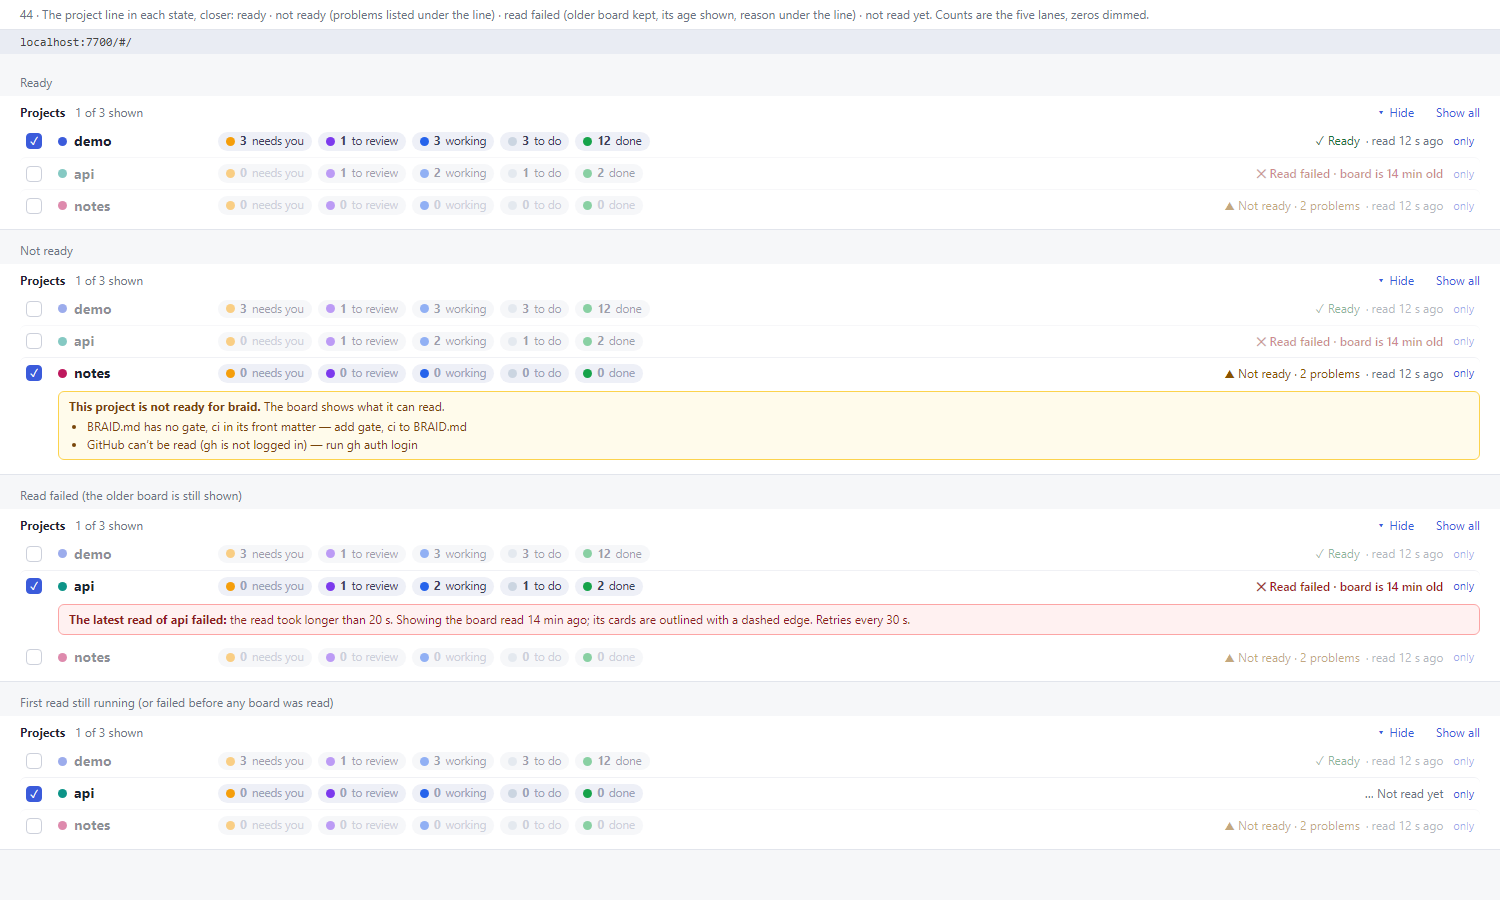 44 · The project line in each state, closer: ready · not ready (problems listed under the line) · read failed (older board kept, its age shown, reason under the line) · not read yet. Counts are the five lanes, zeros dimmed.
localhost:7700/#/
Ready
Projects 1 of 3 shown ▾ Hide Show all
✓ demo 3 needs you 1 to review 3 working 3 to do 12 done ✓ Ready · read 12 s ago only
api 0 needs you 1 to review 2 working 1 to do 2 done ✕ Read failed · board is 14 min old only
notes 0 needs you 0 to review 0 working 0 to do 0 done ▲ Not ready · 2 problems · read 12 s ago only
Not ready
Projects 1 of 3 shown ▾ Hide Show all
demo 3 needs you 1 to review 3 working 3 to do 12 done ✓ Ready · read 12 s ago only
api 0 needs you 1 to review 2 working 1 to do 2 done ✕ Read failed · board is 14 min old only
✓ notes 0 needs you 0 to review 0 working 0 to do 0 done ▲ Not ready · 2 problems · read 12 s ago only
This project is not ready for braid. The board shows what it can read.
• BRAID.md has no gate, ci in its front matter — add gate, ci to BRAID.md
• GitHub can't be read (gh is not logged in) — run gh auth login
Read failed (the older board is still shown)
Projects 1 of 3 shown ▾ Hide Show all
demo 3 needs you 1 to review 3 working 3 to do 12 done ✓ Ready · read 12 s ago only
✓ api 0 needs you 1 to review 2 working 1 to do 2 done ✕ Read failed · board is 14 min old only
The latest read of api failed: the read took longer than 20 s. Showing the board read 14 min ago; its cards are outlined with a dashed edge. Retries every 30 s.
notes 0 needs you 0 to review 0 working 0 to do 0 done ▲ Not ready · 2 problems · read 12 s ago only
First read still running (or failed before any board was read)
Projects 1 of 3 shown ▾ Hide Show all
demo 3 needs you 1 to review 3 working 3 to do 12 done ✓ Ready · read 12 s ago only
✓ api 0 needs you 0 to review 0 working 0 to do 0 done … Not read yet only
notes 0 needs you 0 to review 0 working 0 to do 0 done ▲ Not ready · 2 problems · read 12 s ago only